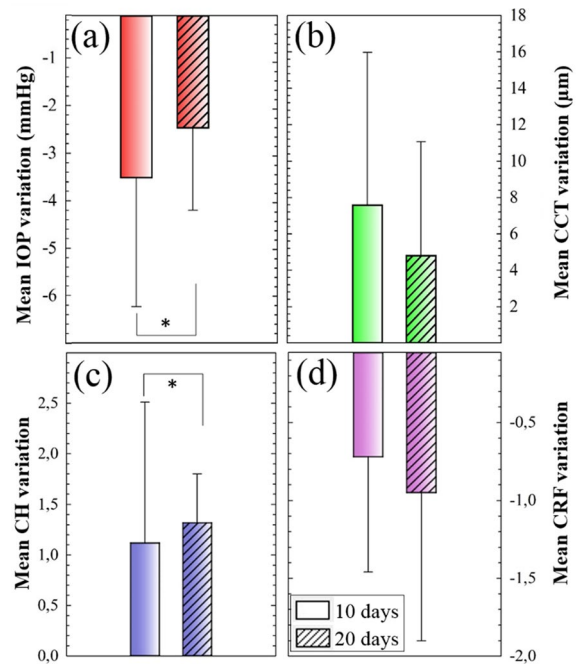 (a)
Mean IOP variation (mmHg)
-1
-2
-3
-4
-5
-6
*
(b)
Mean CCT variation (µm)
18
16
14
12
10
8
6
4
2
(c)
Mean CH variation
2,5
2,0
1,5
1,0
0,5
0,0
*
(d)
Mean CRF variation
-0,5
-1,0
-1,5
-2,0
10 days
20 days